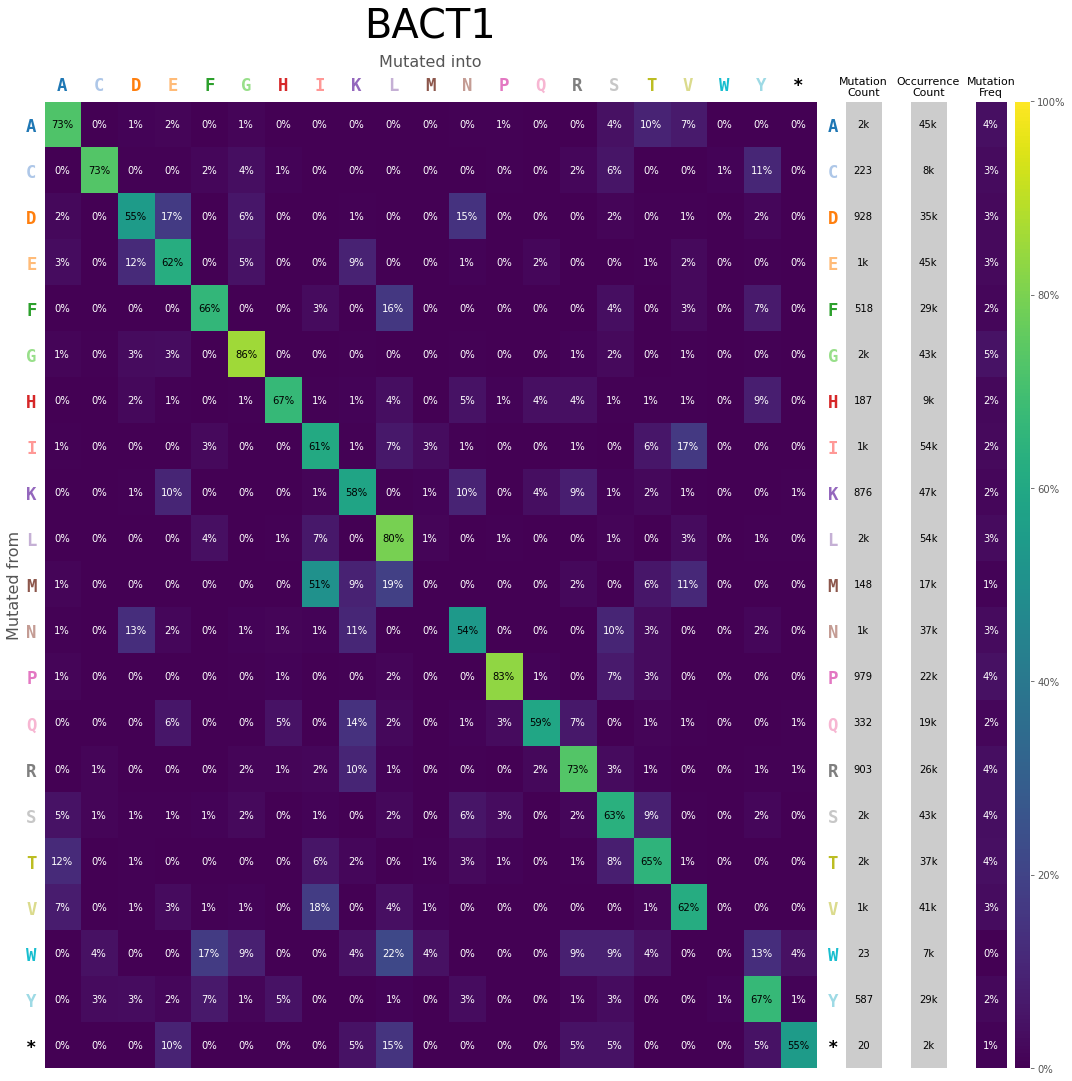 BACT1
Mutated into
A C D E F G H I K L M N P Q R S T V W Y *
Mutation Count Occurrence Count Mutation Freq
A 73% 0% 1% 2% 0% 1% 0% 0% 0% 0% 0% 0% 1% 0% 0% 4% 10% 7% 0% 0% 0% A 2k 45k 4%
C 0% 73% 0% 0% 2% 4% 1% 0% 0% 0% 0% 0% 0% 0% 2% 6% 0% 0% 1% 11% 0% C 223 8k 3%
D 2% 0% 55% 17% 0% 6% 0% 0% 1% 0% 0% 15% 0% 0% 0% 2% 0% 1% 0% 2% 0% D 928 35k 3%
E 3% 0% 12% 62% 0% 5% 0% 0% 9% 0% 0% 1% 0% 2% 0% 0% 1% 2% 0% 0% 0% E 1k 45k 3%
F 0% 0% 0% 0% 66% 0% 0% 3% 0% 16% 0% 0% 0% 0% 0% 4% 0% 3% 0% 7% 0% F 518 29k 2%
G 1% 0% 3% 3% 0% 86% 0% 0% 0% 0% 0% 0% 0% 0% 1% 2% 0% 1% 0% 0% 0% G 2k 43k 5%
H 0% 0% 2% 1% 0% 1% 67% 1% 1% 4% 0% 5% 1% 4% 4% 1% 1% 1% 0% 9% 0% H 187 9k 2%
I 1% 0% 0% 0% 3% 0% 0% 61% 1% 7% 3% 1% 0% 0% 1% 0% 6% 17% 0% 0% 0% I 1k 54k 2%
K 0% 0% 1% 10% 0% 0% 0% 1% 58% 0% 1% 10% 0% 4% 9% 1% 2% 1% 0% 0% 1% K 876 47k 2%
L 0% 0% 0% 0% 4% 0% 1% 7% 0% 80% 1% 0% 1% 0% 0% 1% 0% 3% 0% 1% 0% L 2k 54k 3%
M 1% 0% 0% 0% 0% 0% 0% 51% 9% 19% 0% 0% 0% 0% 2% 0% 6% 11% 0% 0% 0% M 148 17k 1%
N 1% 0% 13% 2% 0% 1% 1% 1% 11% 0% 0% 54% 0% 0% 0% 10% 3% 0% 0% 2% 0% N 1k 37k 3%
P 1% 0% 0% 0% 0% 0% 1% 0% 0% 2% 0% 0% 83% 1% 0% 7% 3% 0% 0% 0% 0% P 979 22k 4%
Q 0% 0% 0% 6% 0% 0% 5% 0% 14% 2% 0% 1% 3% 59% 7% 0% 1% 1% 0% 0% 1% Q 332 19k 2%
R 0% 1% 0% 0% 0% 2% 1% 2% 10% 1% 0% 0% 0% 2% 73% 3% 1% 0% 0% 1% 1% R 903 26k 4%
S 5% 1% 1% 1% 1% 2% 0% 1% 0% 2% 0% 6% 3% 0% 2% 63% 9% 0% 0% 2% 0% S 2k 43k 4%
T 12% 0% 1% 0% 0% 0% 0% 6% 2% 0% 1% 3% 1% 0% 1% 8% 65% 1% 0% 0% 0% T 2k 37k 4%
V 7% 0% 1% 3% 1% 1% 0% 18% 0% 4% 1% 0% 0% 0% 0% 0% 1% 62% 0% 0% 0% V 1k 41k 3%
W 0% 4% 0% 0% 17% 9% 0% 0% 4% 22% 4% 0% 0% 0% 9% 9% 4% 0% 0% 13% 4% W 23 7k 0%
Y 0% 3% 3% 2% 7% 1% 5% 0% 1% 0% 0% 3% 0% 0% 1% 3% 0% 0% 1% 67% 1% Y 587 29k 2%
* 0% 0% 0% 10% 0% 0% 0% 0% 5% 15% 0% 0% 0% 0% 5% 5% 0% 0% 0% 5% 55% * 20 2k 1%
Mutated from
100%
80%
60%
40%
20%
0%